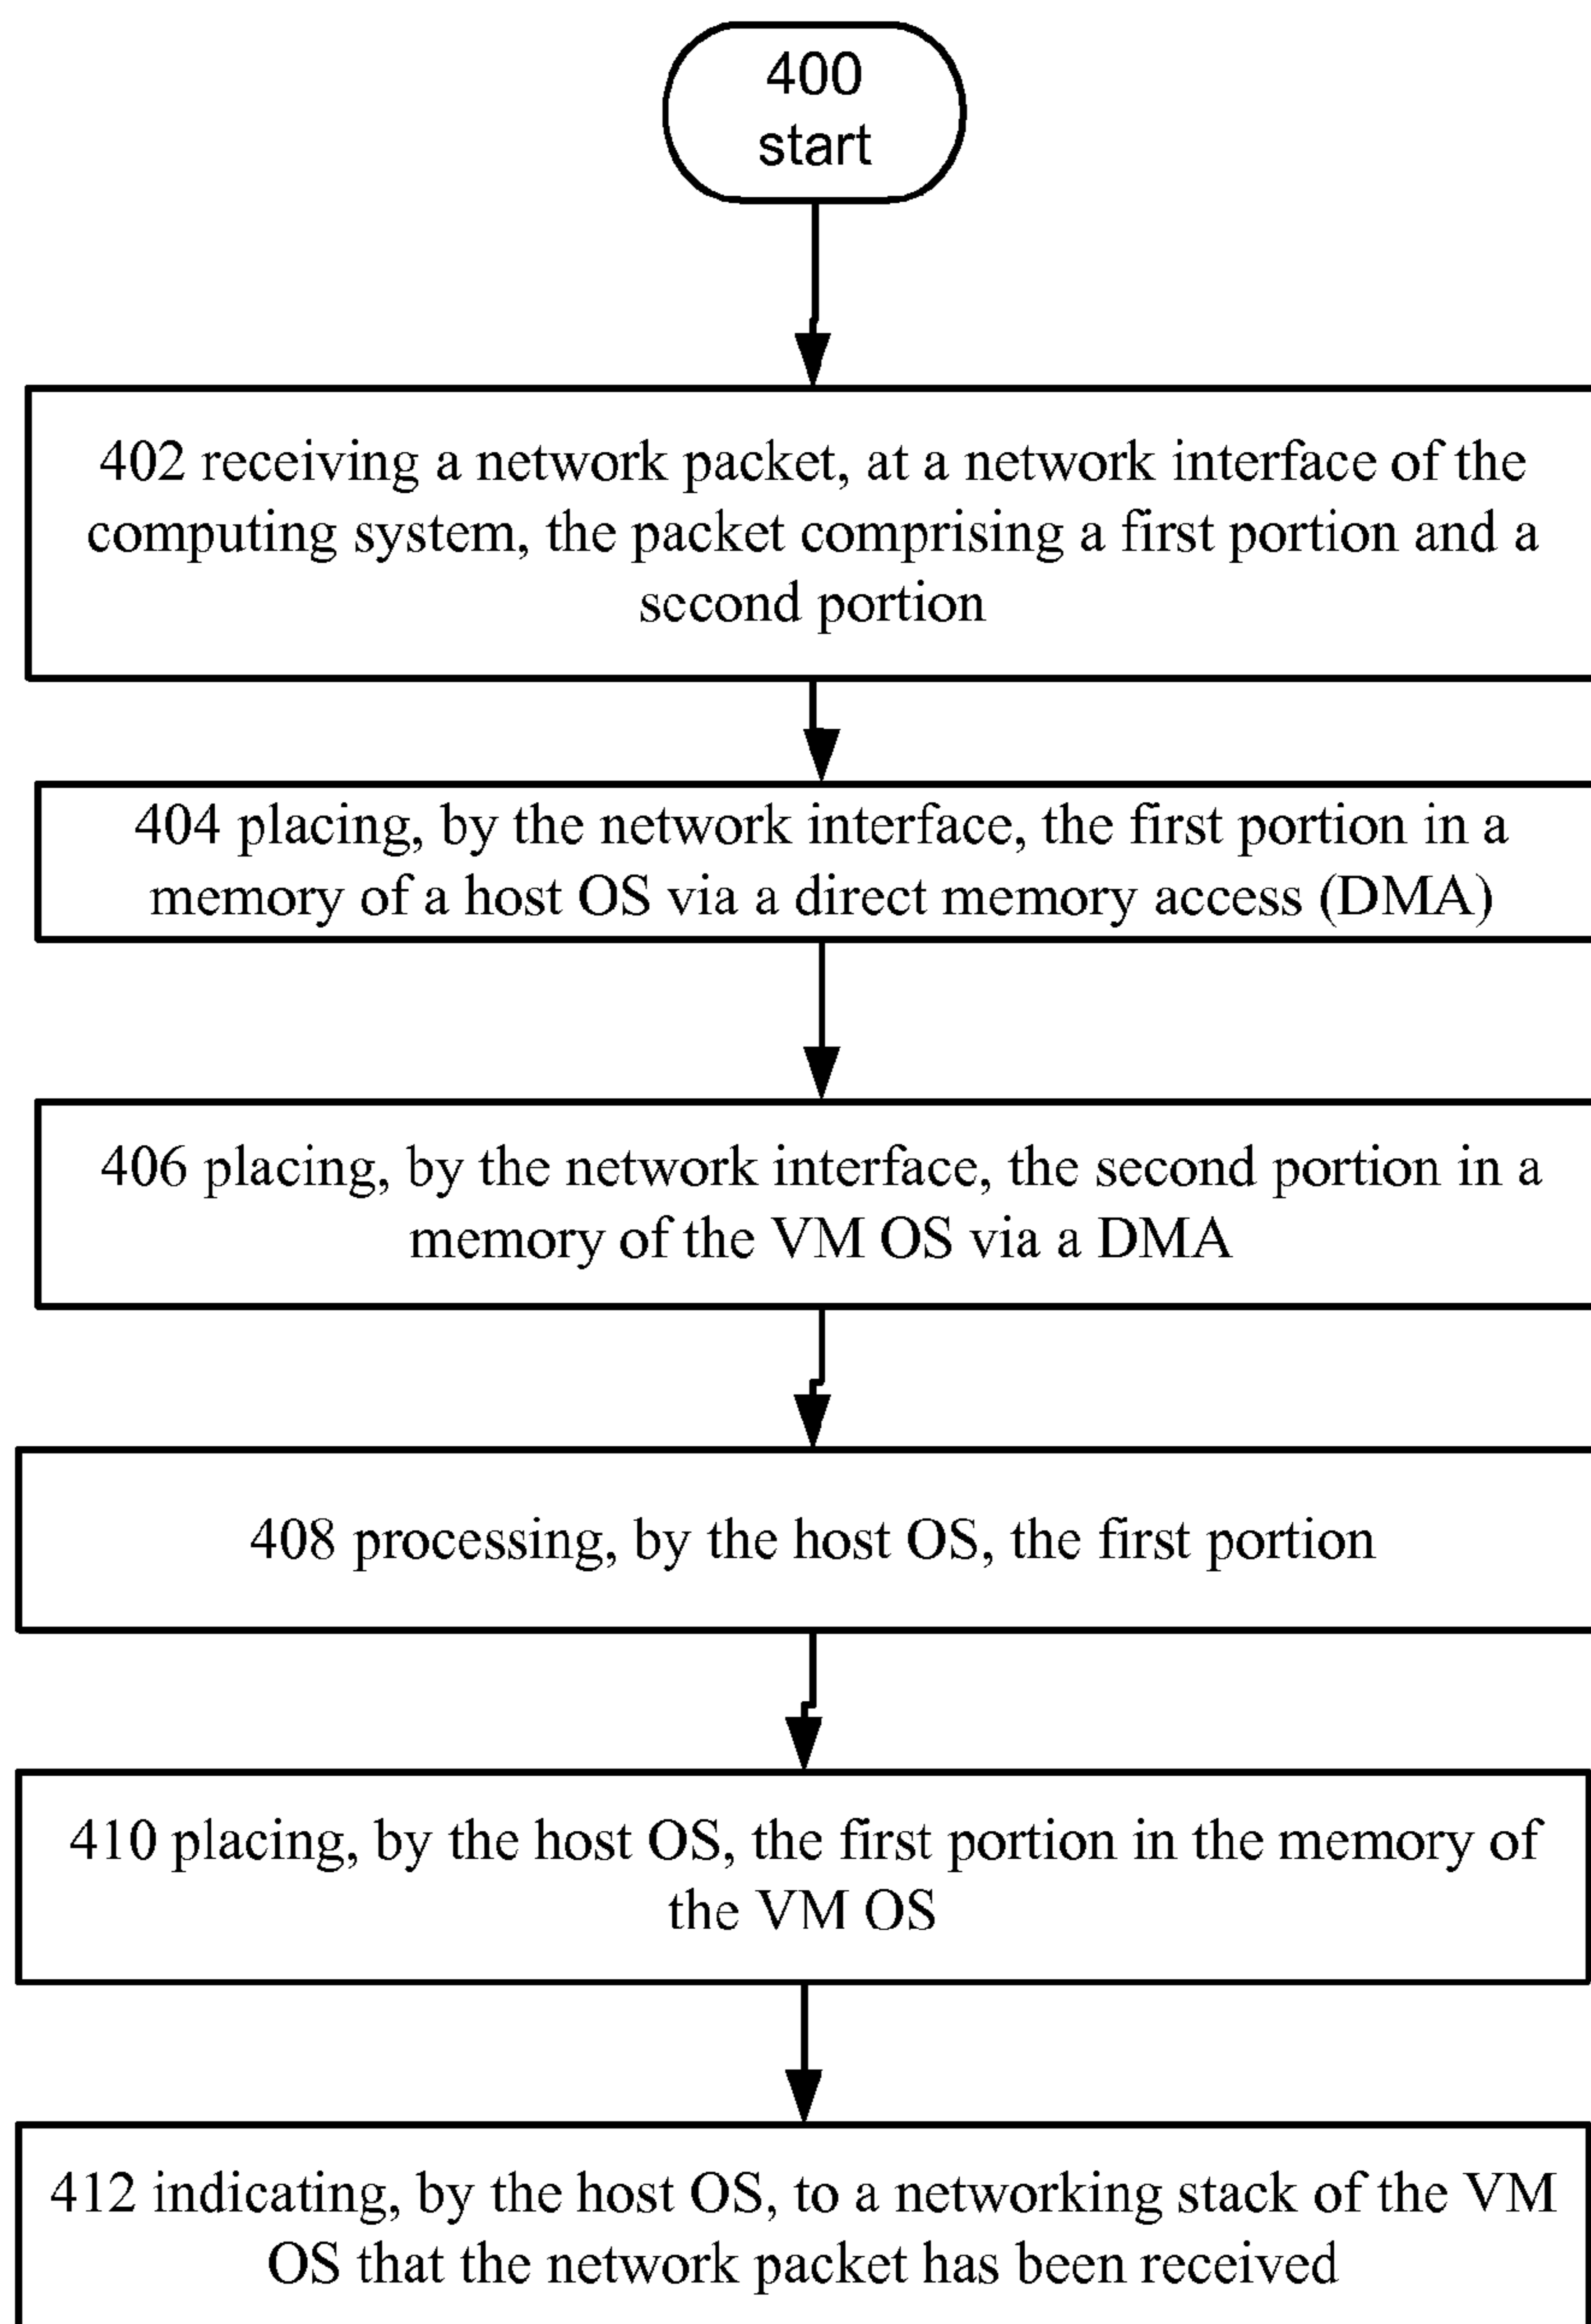 400
start
402 receiving a network packet, at a network interface of the
computing system, the packet comprising a first portion and a
second portion
404 placing, by the network interface, the first portion in a
memory of a host OS via a direct memory access (DMA)
406 placing, by the network interface, the second portion in a
memory of the VM OS via a DMA
408 processing, by the host OS, the first portion
410 placing, by the host OS, the first portion in the memory of
the VM OS
412 indicating, by the host OS, to a networking stack of the VM
OS that the network packet has been received